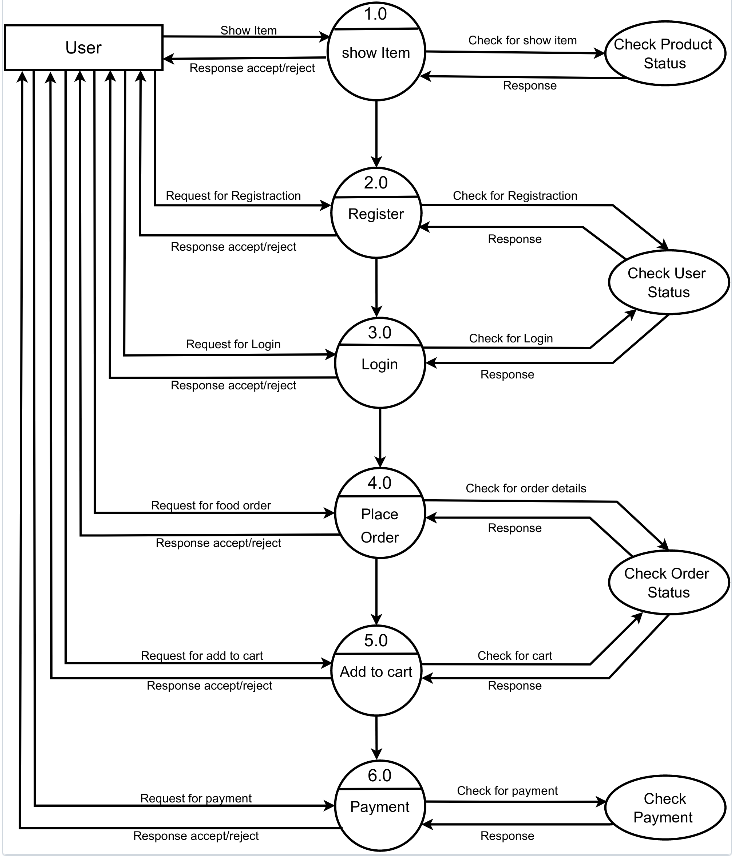 User
Show Item
Response accept/reject
1.0
show Item
Check for show item
Response
Check Product
Status
Request for Registraction
Response accept/reject
2.0
Register
Check for Registraction
Response
Check User
Status
Request for Login
Response accept/reject
3.0
Login
Check for Login
Response
Request for food order
Response accept/reject
4.0
Place
Order
Check for order details
Response
Check Order
Status
Request for add to cart
Response accept/reject
5.0
Add to cart
Check for cart
Response
Request for payment
Response accept/reject
6.0
Payment
Check for payment
Response
Check
Payment